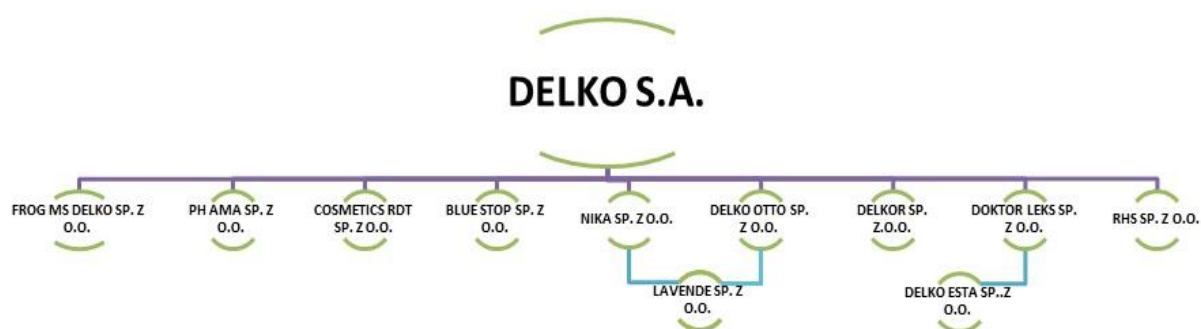 DELKO S.A.
FROG MS DELKO SP. Z
O.O.
PH AMA SP. Z
O.O.
COSMETICS RDT
SP. Z O.O.
BLUE STOP SP. Z
O.O.
NIKA SP. Z O.O.
DELKO OTTO SP.
Z O.O.
DELKOR SP.
Z.O.O.
DOKTOR LEKS SP.
Z O.O.
RHS SP. Z O.O.
LAVENDE SP. Z
O.O.
DELKO ESTA SP..Z
O.O.